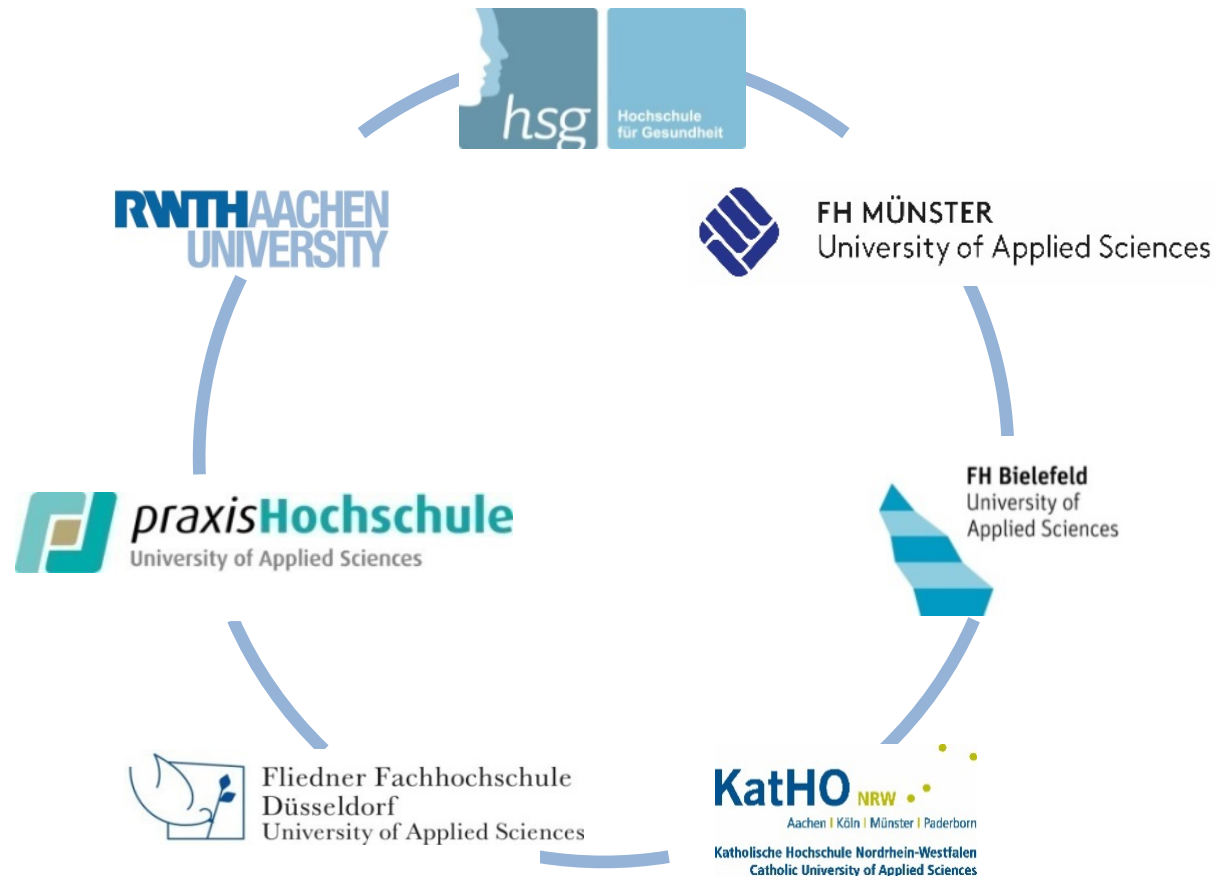 hsg
Hochschule
für Gesundheit
RWTHAACHEN
UNIVERSITY
FH MÜNSTER
University of Applied Sciences
praxisHochschule
University of Applied Sciences
FH Bielefeld
University of
Applied Sciences
Fliedner Fachhochschule
Düsseldorf
University of Applied Sciences
KatHO NRW
Aachen | Köln | Münster | Paderborn
Katholische Hochschule Nordrhein-Westfalen
Catholic University of Applied Sciences